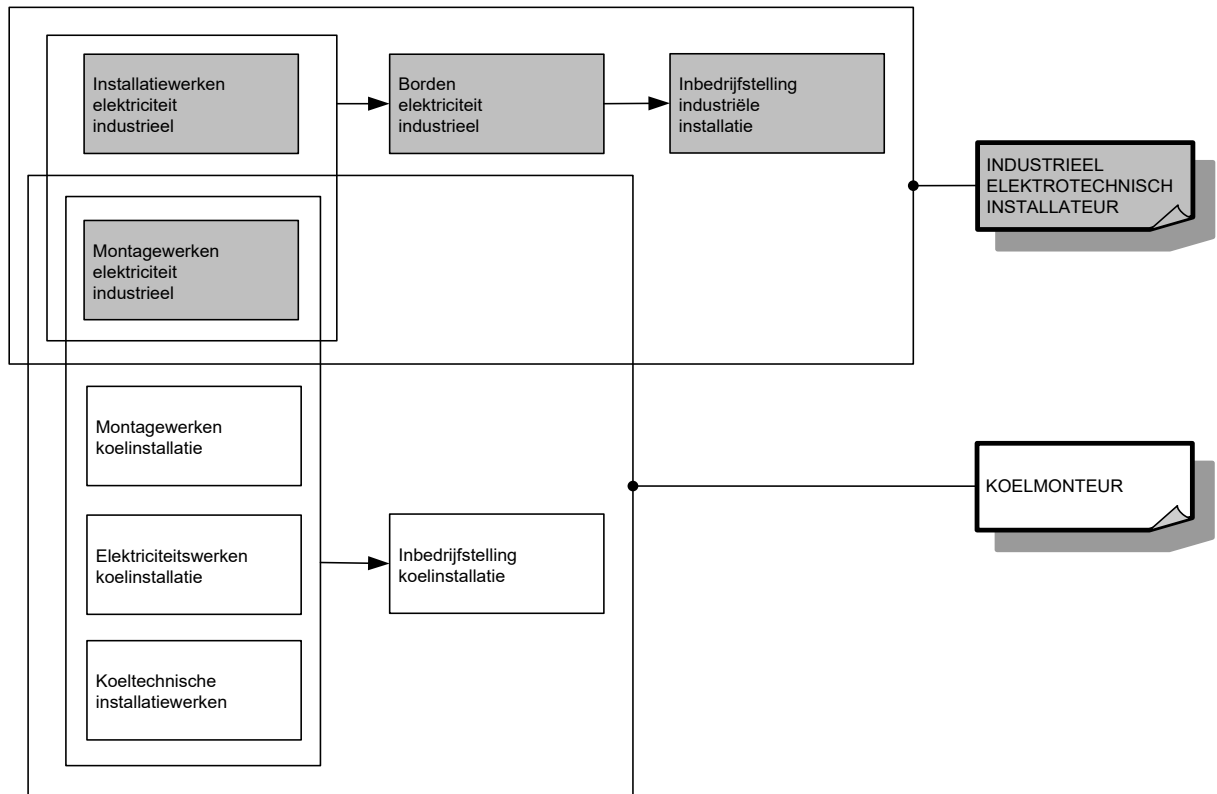 Installatiewerken
elektriciteit
industrieel
Borden
elektriciteit
industrieel
Inbedrijfstelling
industriële
installatie
INDUSTRIEEL
ELEKTROTECHNISCH
INSTALLATEUR
Montagewerken
elektriciteit
industrieel
Montagewerken
koelinstallatie
KOELMONTEUR
Elektriciteitswerken
koelinstallatie
Inbedrijfstelling
koelinstallatie
Koeltechnische
installatiewerken